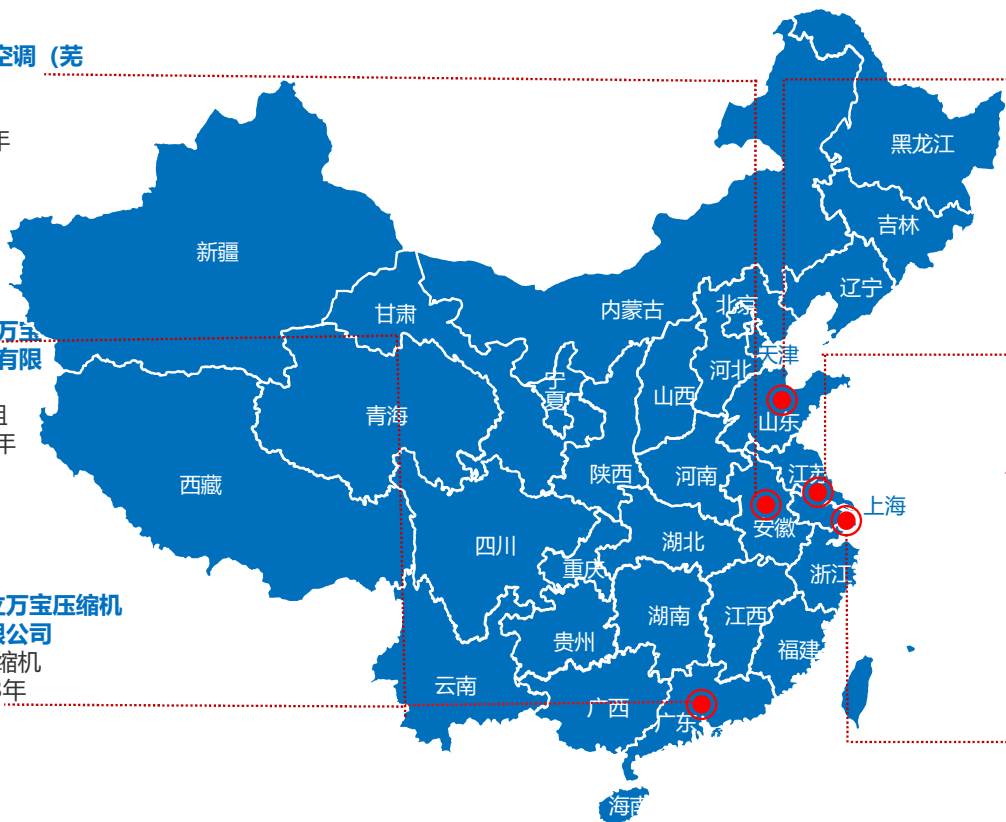 空调（芜
年
万宝
有限
且
年
立万宝压缩机
限公司
缩机
年
黑龙江
吉林
辽宁
新疆
内蒙古
北京
甘肃
天津
河北
宁夏
山西
青海
山东
陕西
河南
江苏
西藏
上海
安徽
四川
湖北
重庆
浙江
湖南
江西
贵州
福建
云南
广西
广东
海南